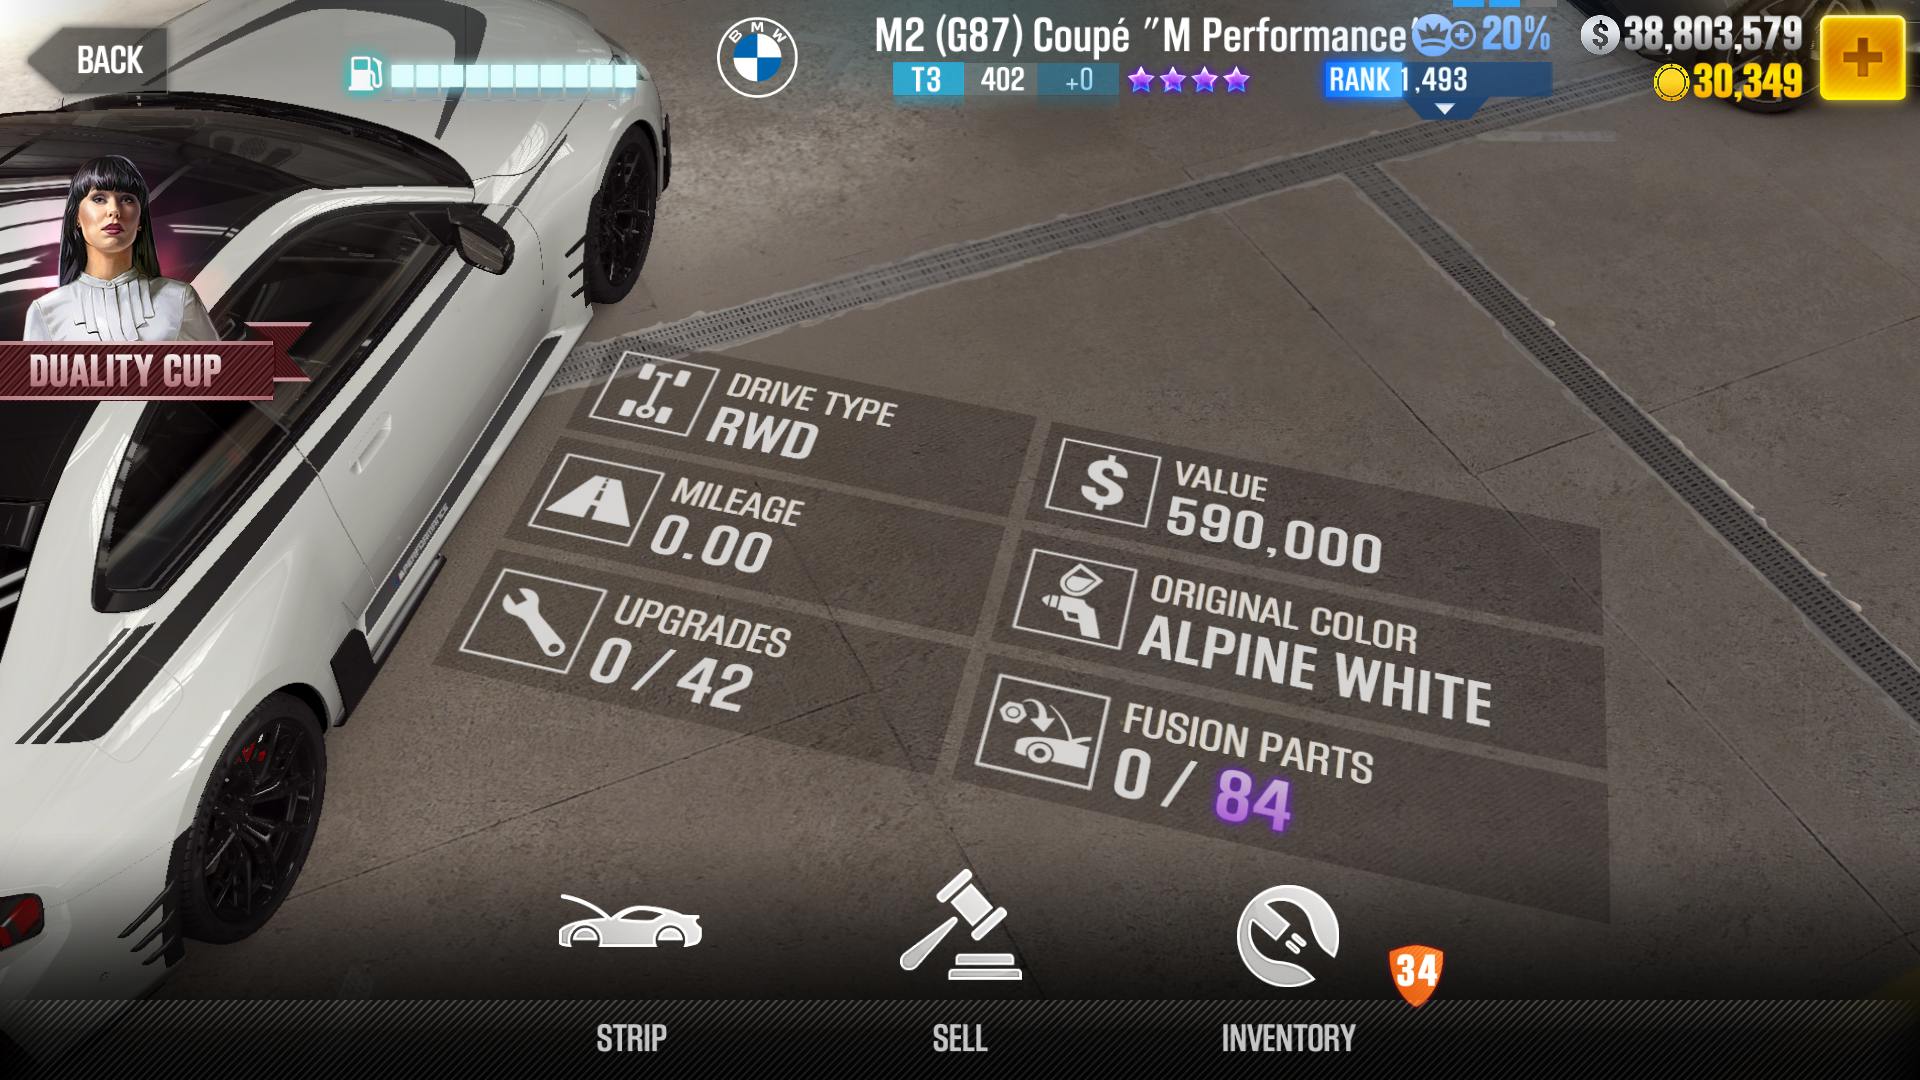 BACK
BMW
M2 (G87) Coupé "M Performance"
20%
38,803,579
T3 402 +0
RANK 1,493
30,349
DUALITY CUP
DRIVE TYPE
RWD
MILEAGE
0.00
UPGRADES
0 / 42
VALUE
590,000
ORIGINAL COLOR
ALPINE WHITE
FUSION PARTS
0 / 84
M PERFORMANCE
34
STRIP
SELL
INVENTORY